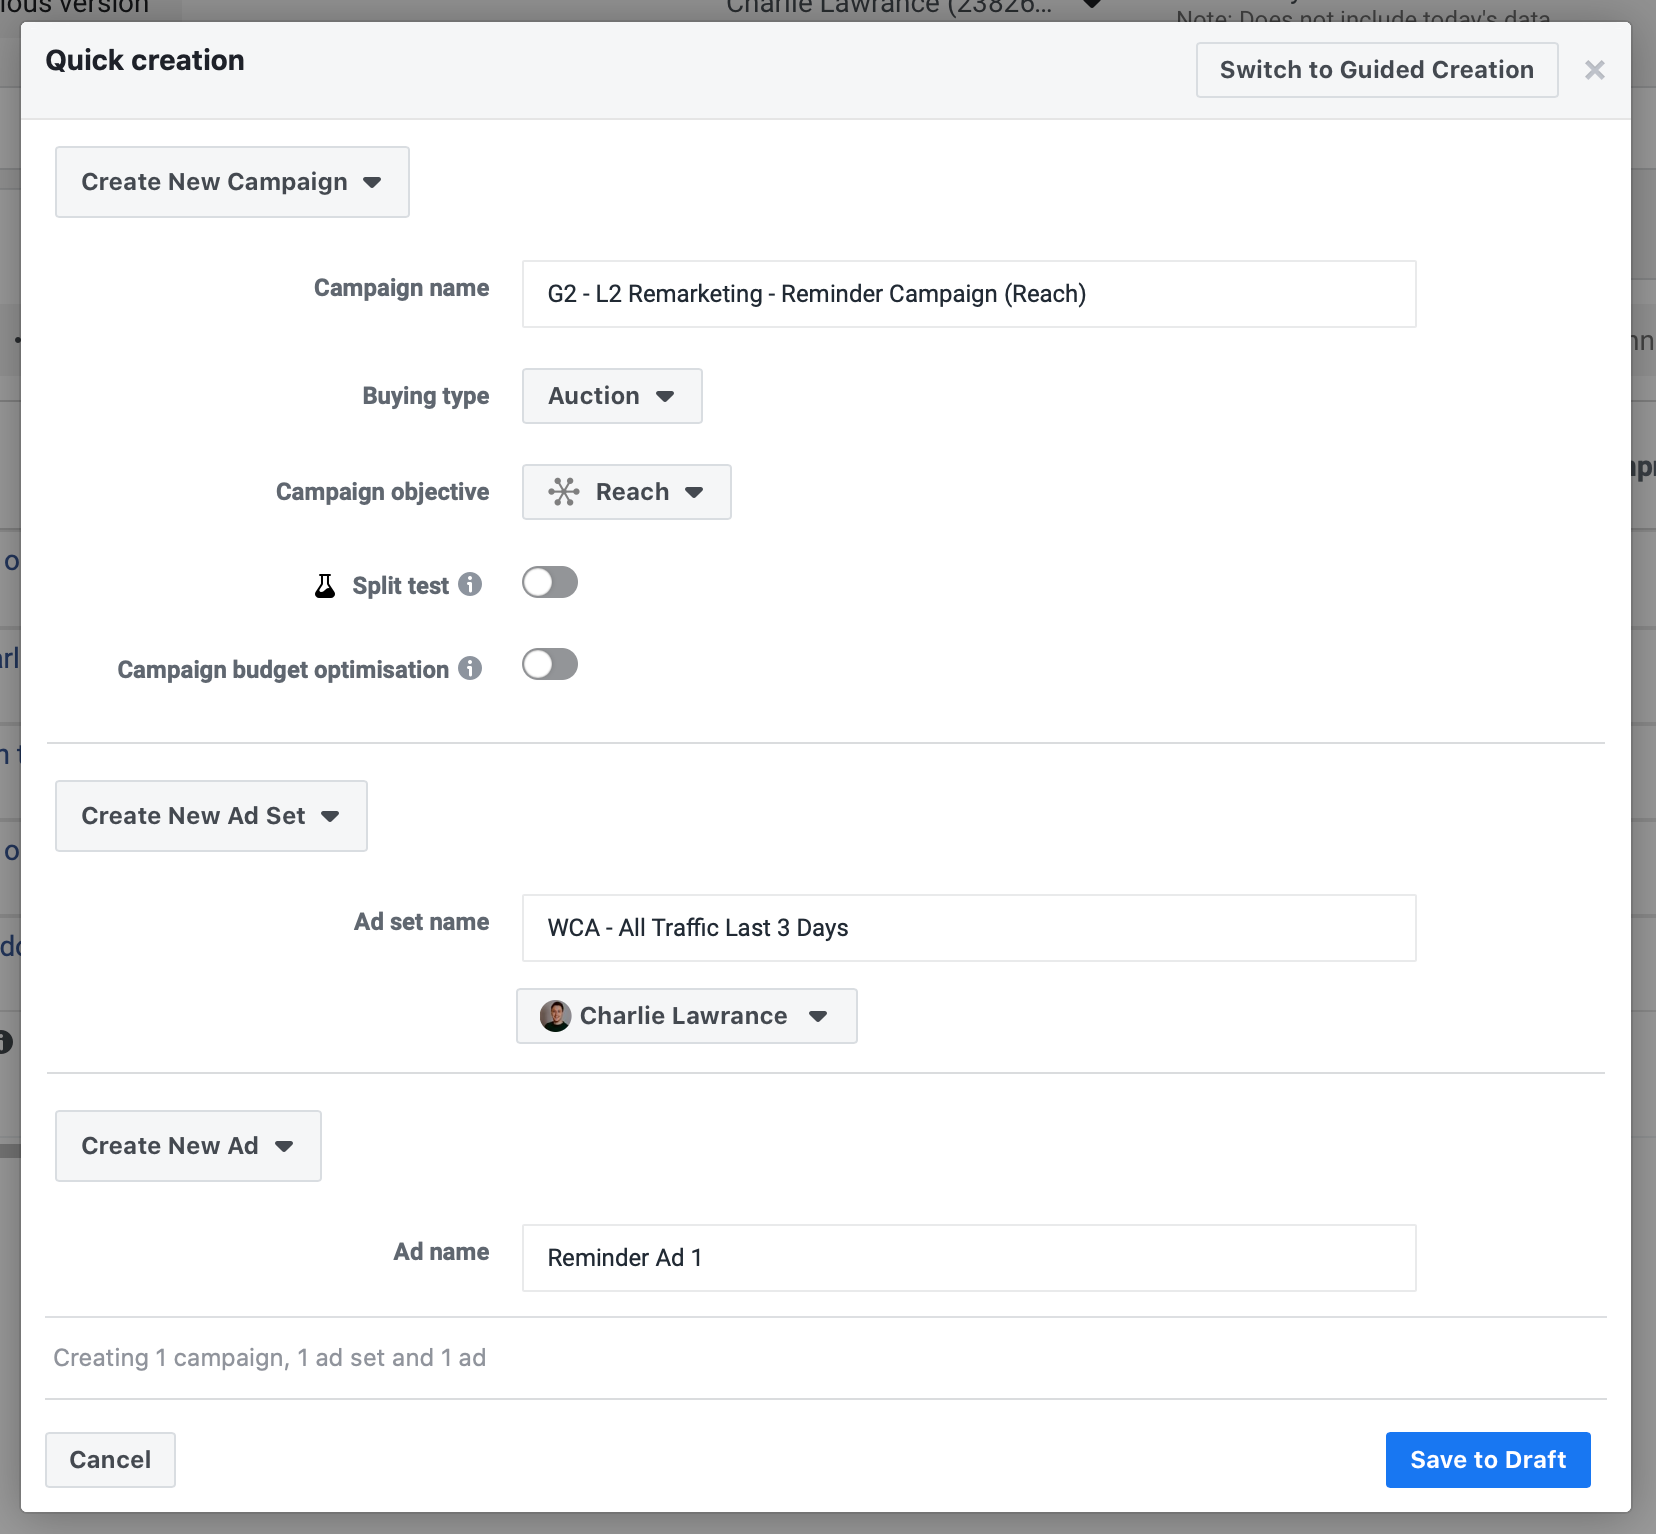 ious version
Charlie Lawrance (23826...
Note: Does not include today's data
Quick creation
Switch to Guided Creation
Create New Campaign
Campaign name
G2 - L2 Remarketing - Reminder Campaign (Reach)
Buying type
Auction
Campaign objective
Reach
Split test
Campaign budget optimisation
Create New Ad Set
Ad set name
WCA - All Traffic Last 3 Days
Charlie Lawrance
Create New Ad
Ad name
Reminder Ad 1
Creating 1 campaign, 1 ad set and 1 ad
Cancel
Save to Draft